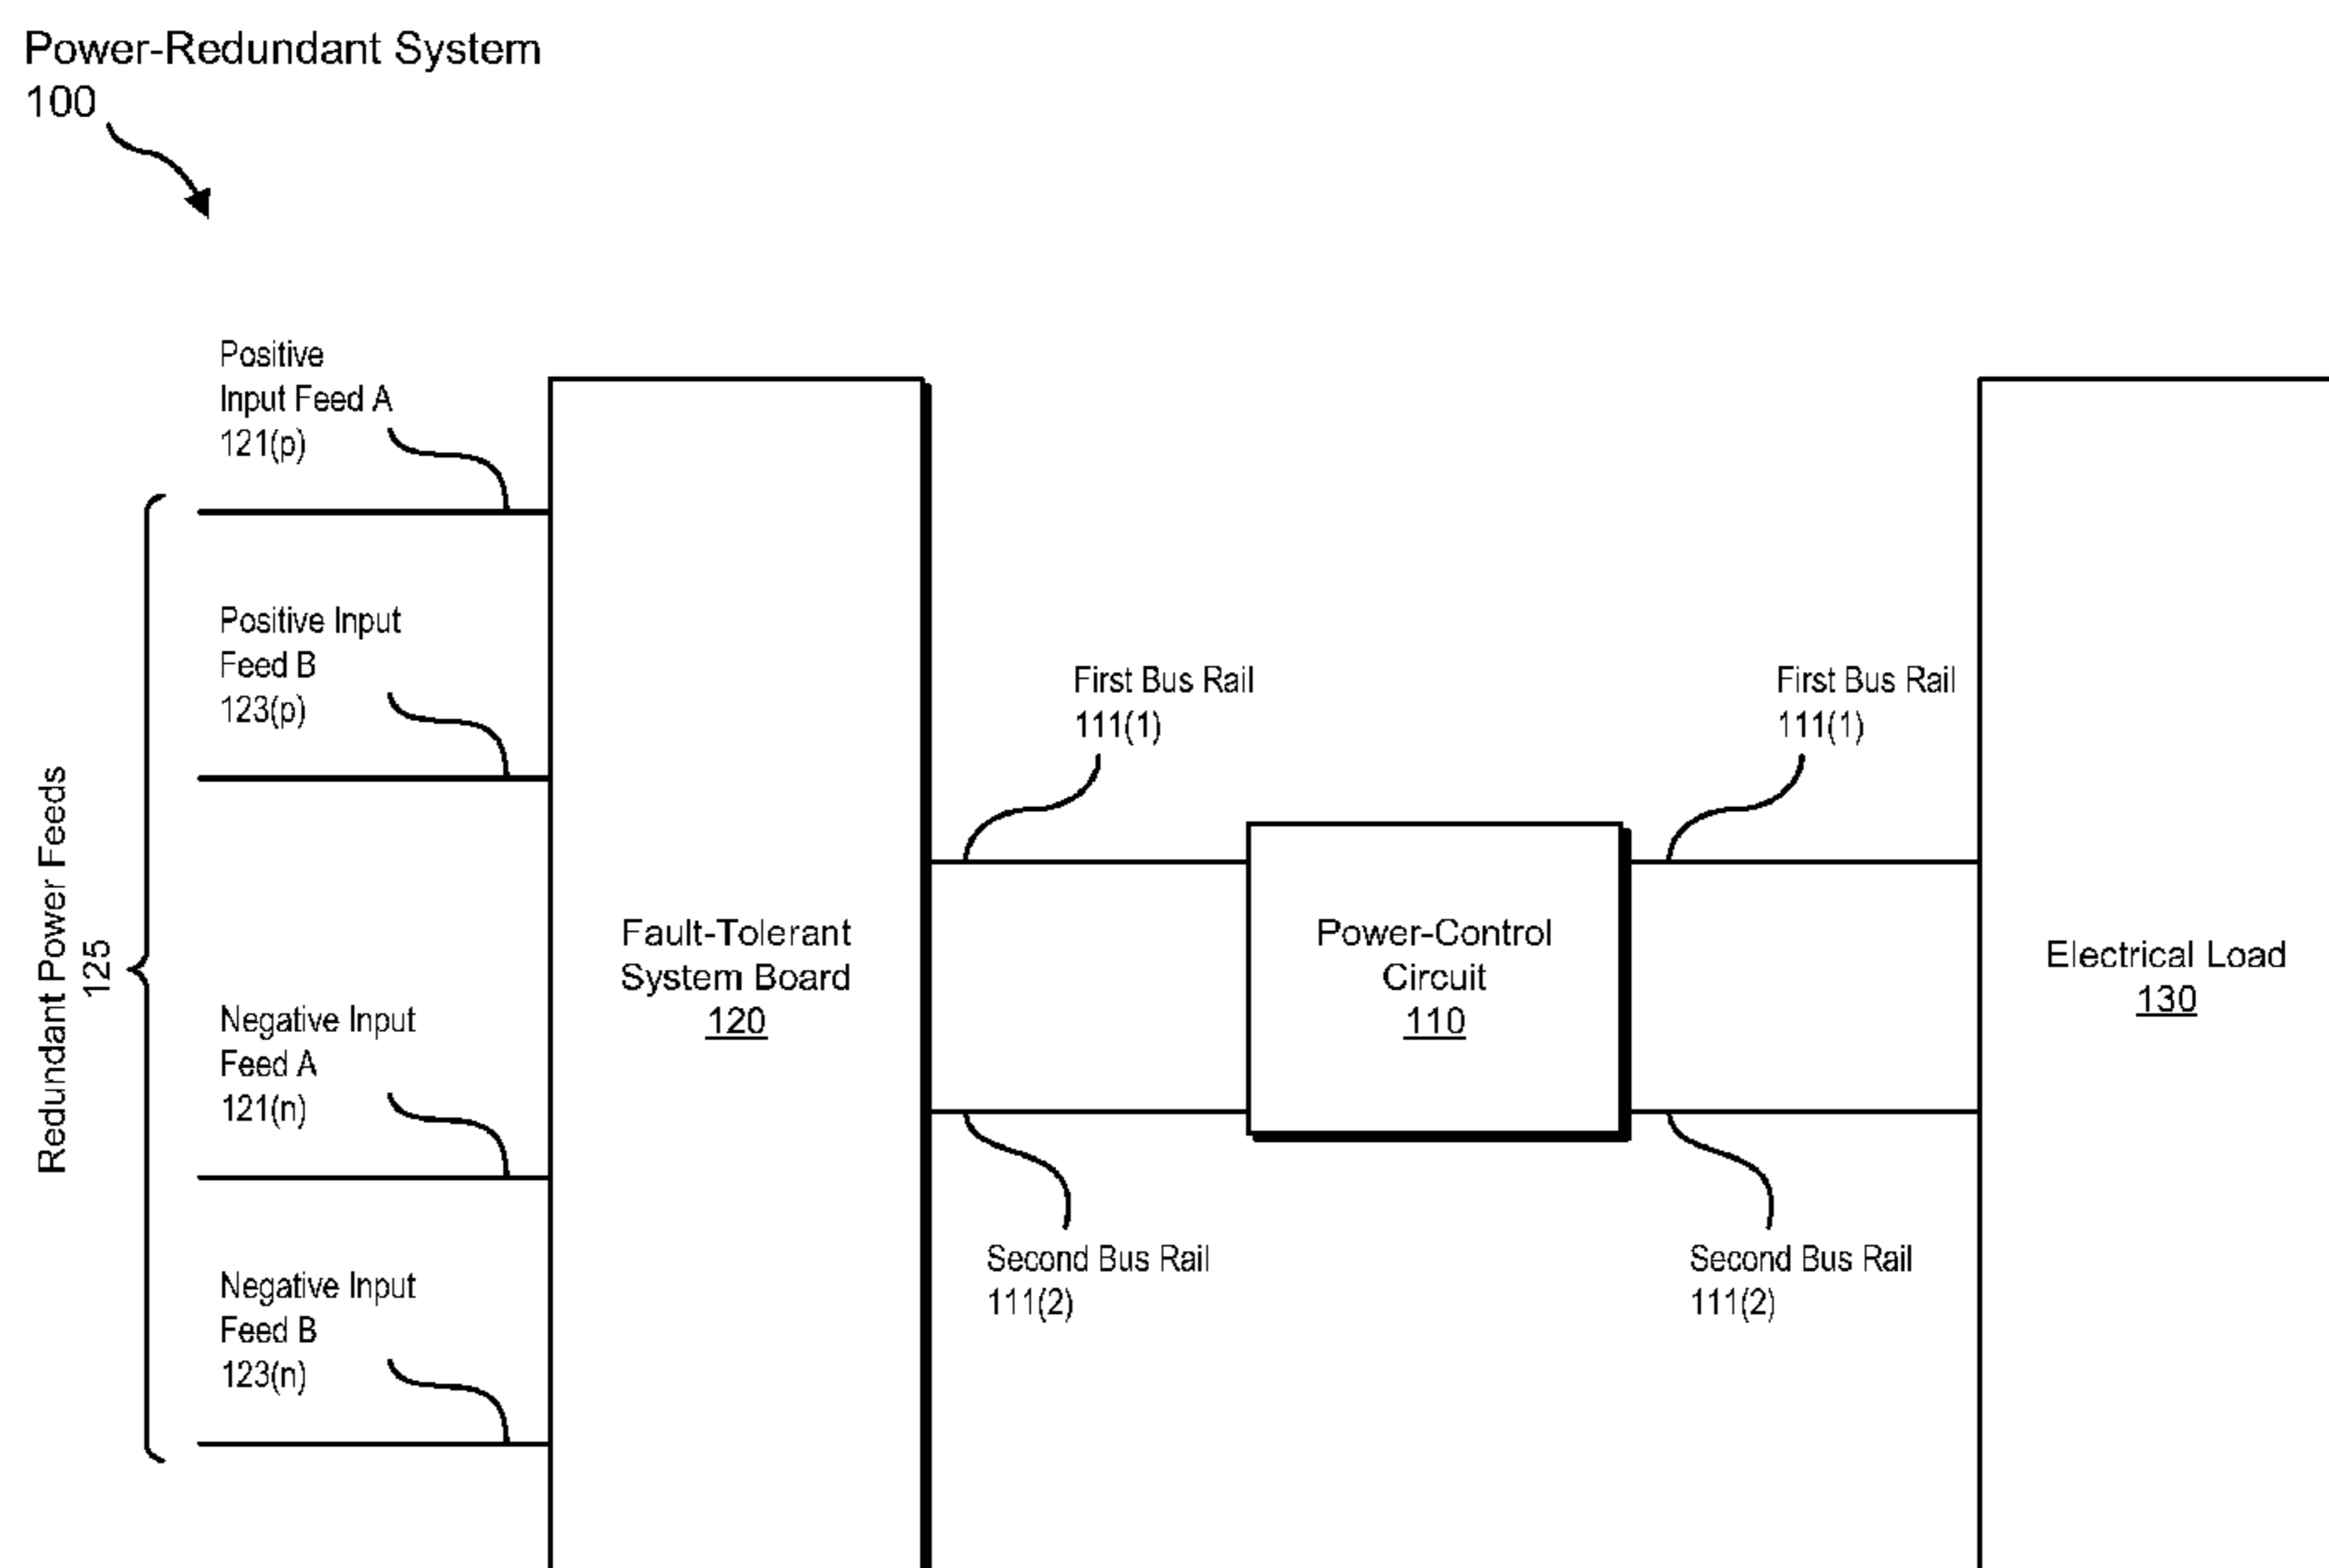 Power-Redundant System
100
Positive
Input Feed A
121(p)
Positive Input
Feed B
123(p)
Redundant Power Feeds
125
Negative Input
Feed A
121(n)
Negative Input
Feed B
123(n)
Fault-Tolerant
System Board
120
First Bus Rail
111(1)
Second Bus Rail
111(2)
Power-Control
Circuit
110
First Bus Rail
111(1)
Second Bus Rail
111(2)
Electrical Load
130